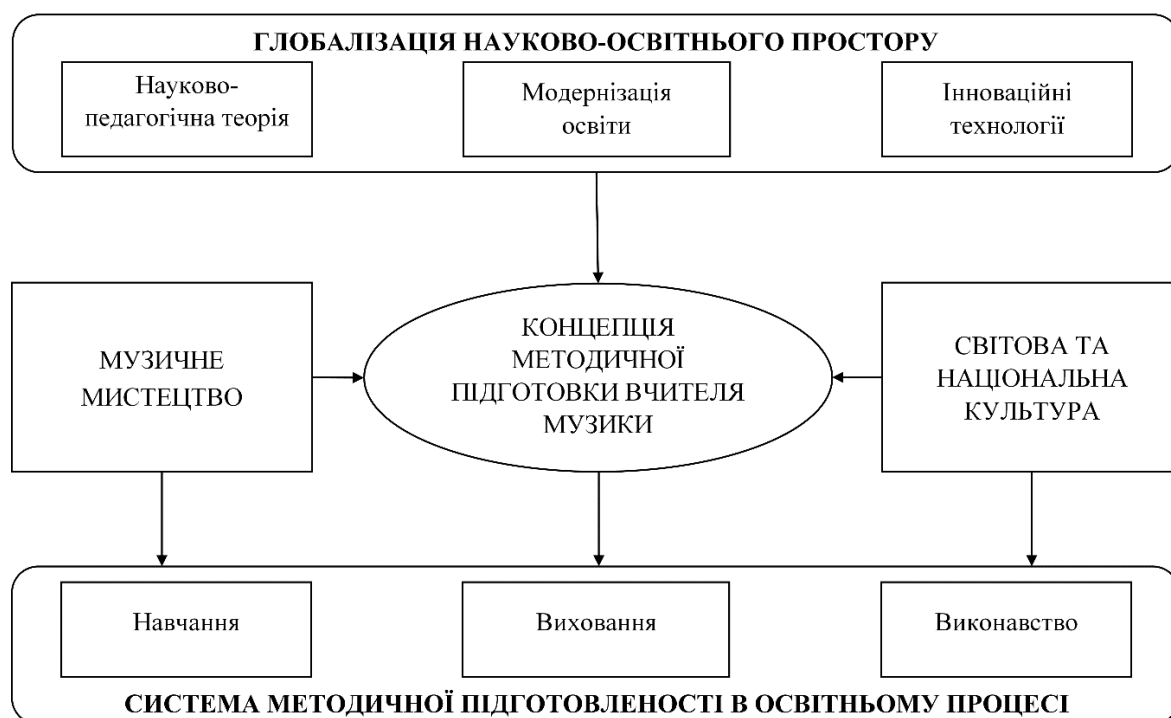 ГЛОБАЛІЗАЦІЯ НАУКОВО-ОСВІТНЬОГО ПРОСТОРУ
Науково-
педагогічна теорія
Модернізація
освіти
Інноваційні
технології
МУЗИЧНЕ
МИСТЕЦТВО
КОНЦЕПЦІЯ
МЕТОДИЧНОЇ
ПІДГОТОВКИ ВЧИТЕЛЯ
МУЗИКИ
СВІТОВА ТА
НАЦІОНАЛЬНА
КУЛЬТУРА
Навчання
Виховання
Виконавство
СИСТЕМА МЕТОДИЧНОЇ ПІДГОТОВЛЕНОСТІ В ОСВІТНЬОМУ ПРОЦЕСІ